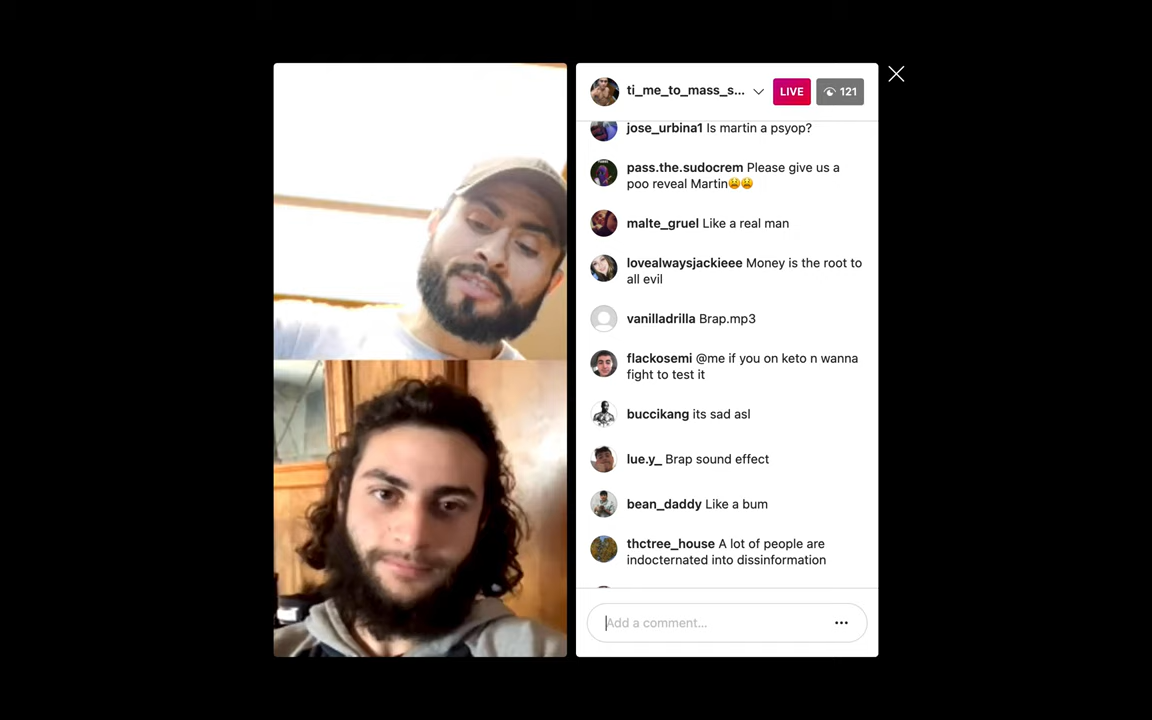 ti_me_to_mass_s...
LIVE
121
jose_urbina1 Is martin a psyop?
pass.the.sudocrem Please give us a
poo reveal Martin😫😫
malte_gruel Like a real man
lovealwaysjackieee Money is the root to
all evil
vanilladrilla Brap.mp3
flackosemi @me if you on keto n wanna
fight to test it
buccikang its sad asl
lue.y_ Brap sound effect
bean_daddy Like a bum
thctree_house A lot of people are
indocternated into dissinformation
Add a comment...